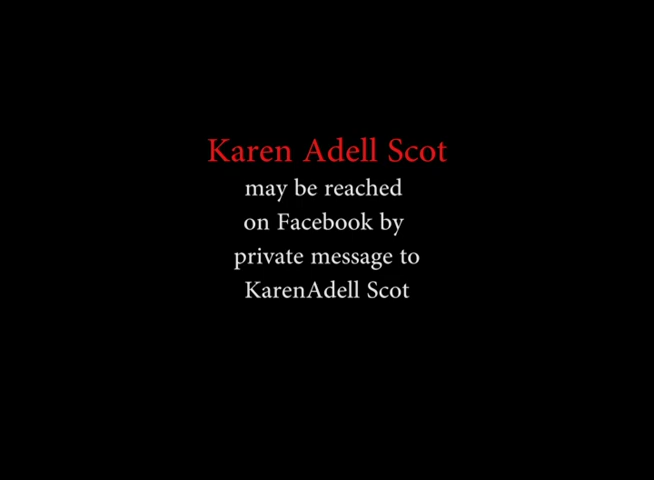 Karen Adell Scot
may be reached
on Facebook by
private message to
KarenAdell Scot